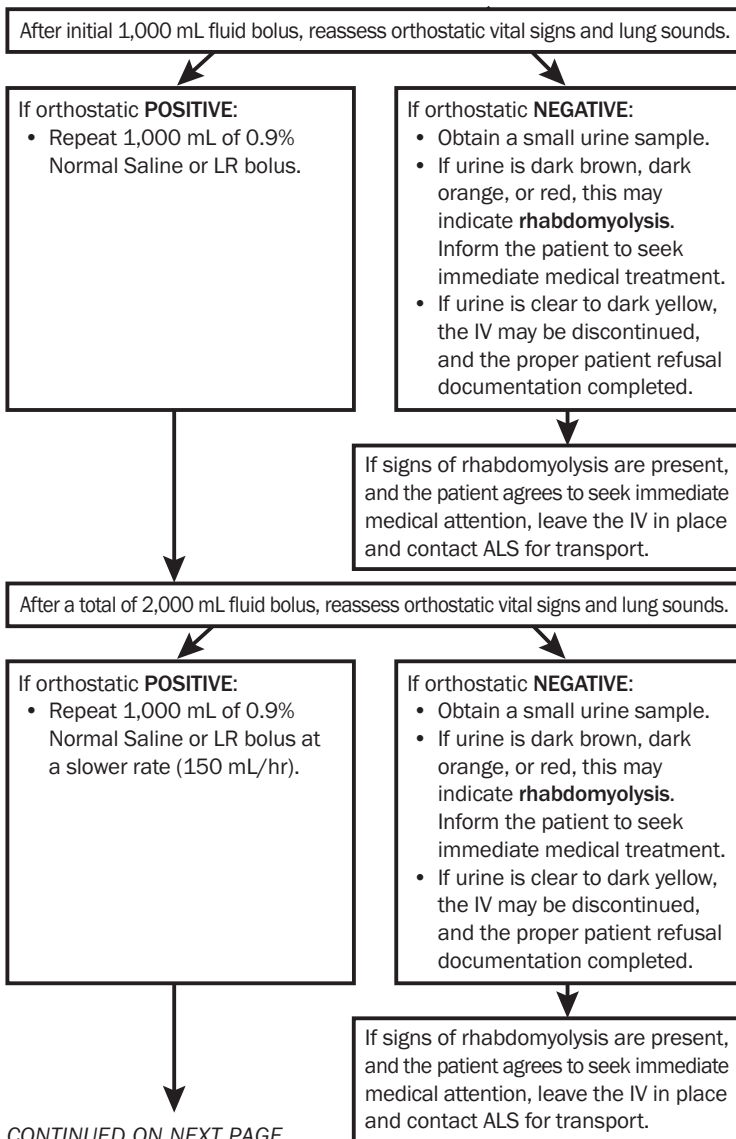 After initial 1,000 mL fluid bolus, reassess orthostatic vital signs and lung sounds.
If orthostatic POSITIVE:
• Repeat 1,000 mL of 0.9%
Normal Saline or LR bolus.
If orthostatic NEGATIVE:
• Obtain a small urine sample.
• If urine is dark brown, dark
orange, or red, this may
indicate rhabdomyolysis.
Inform the patient to seek
immediate medical treatment.
• If urine is clear to dark yellow,
the IV may be discontinued,
and the proper patient refusal
documentation completed.
If signs of rhabdomyolysis are present,
and the patient agrees to seek immediate
medical attention, leave the IV in place
and contact ALS for transport.
After a total of 2,000 mL fluid bolus, reassess orthostatic vital signs and lung sounds.
If orthostatic POSITIVE:
• Repeat 1,000 mL of 0.9%
Normal Saline or LR bolus at
a slower rate (150 mL/hr).
If orthostatic NEGATIVE:
• Obtain a small urine sample.
• If urine is dark brown, dark
orange, or red, this may
indicate rhabdomyolysis.
Inform the patient to seek
immediate medical treatment.
• If urine is clear to dark yellow,
the IV may be discontinued,
and the proper patient refusal
documentation completed.
If signs of rhabdomyolysis are present,
and the patient agrees to seek immediate
medical attention, leave the IV in place
and contact ALS for transport.
CONTINUED ON NEXT PAGE